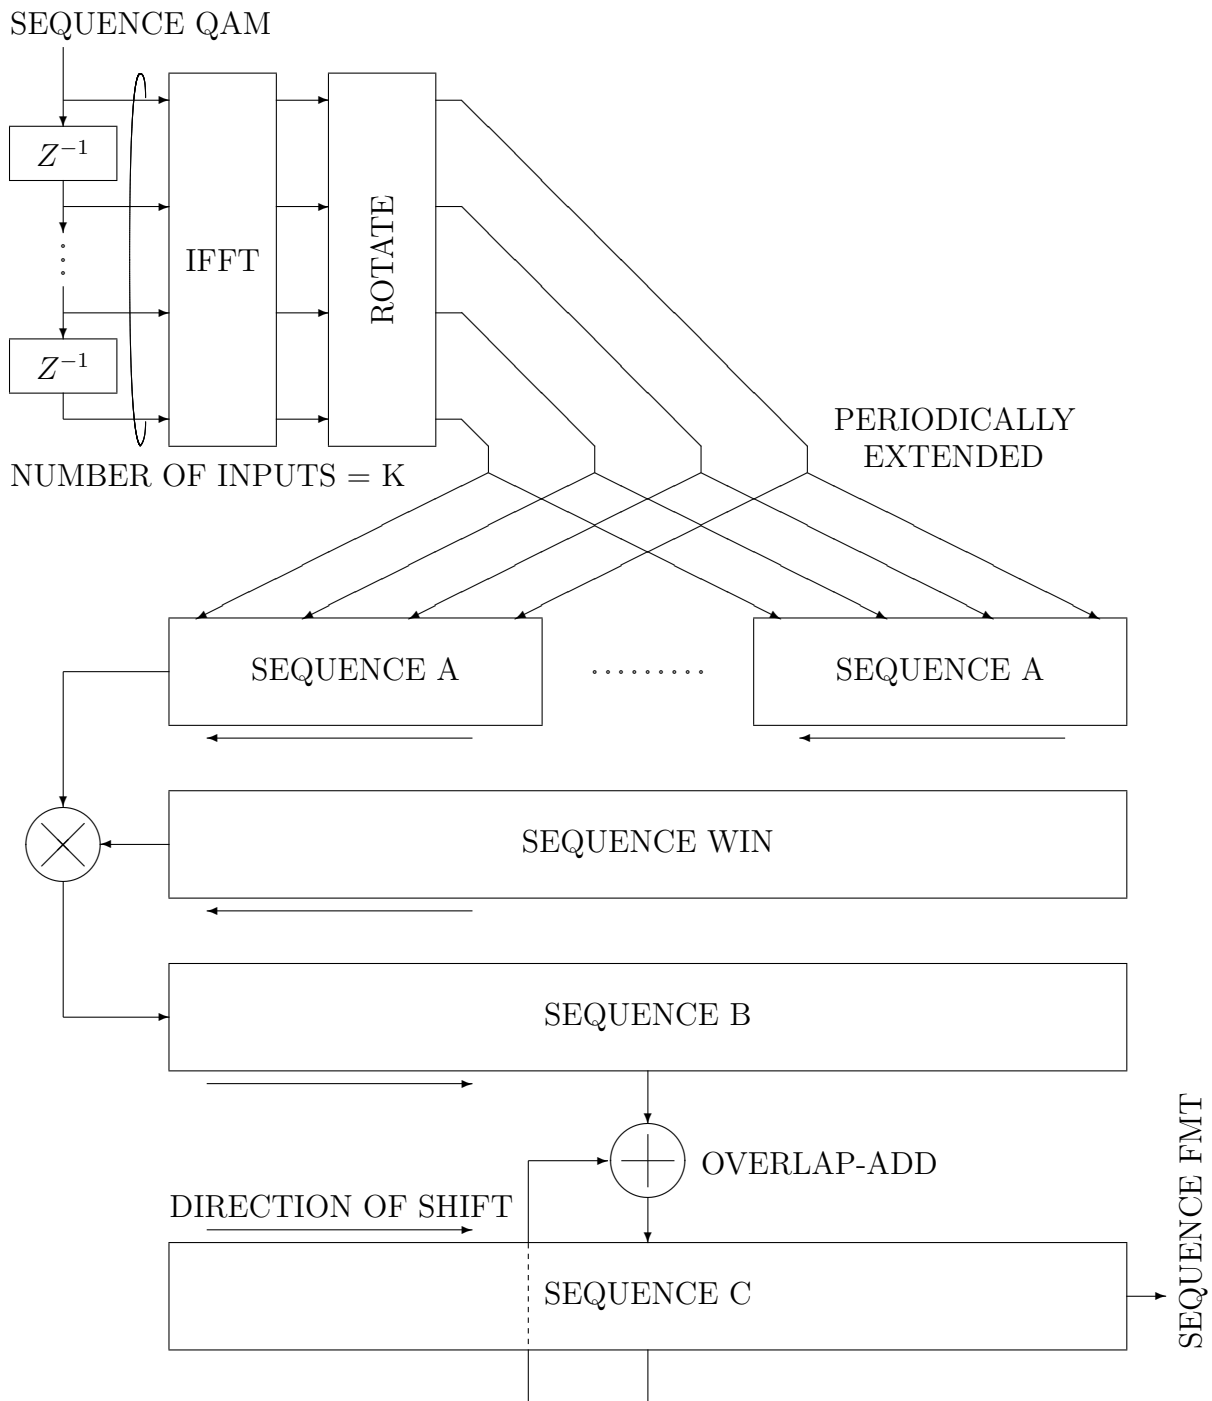 SEQUENCE QAM
Z⁻¹
Z⁻¹
IFFT
ROTATE
NUMBER OF INPUTS = K
PERIODICALLY
EXTENDED
SEQUENCE A
SEQUENCE A
SEQUENCE WIN
SEQUENCE B
OVERLAP-ADD
DIRECTION OF SHIFT
SEQUENCE C
SEQUENCE FMT